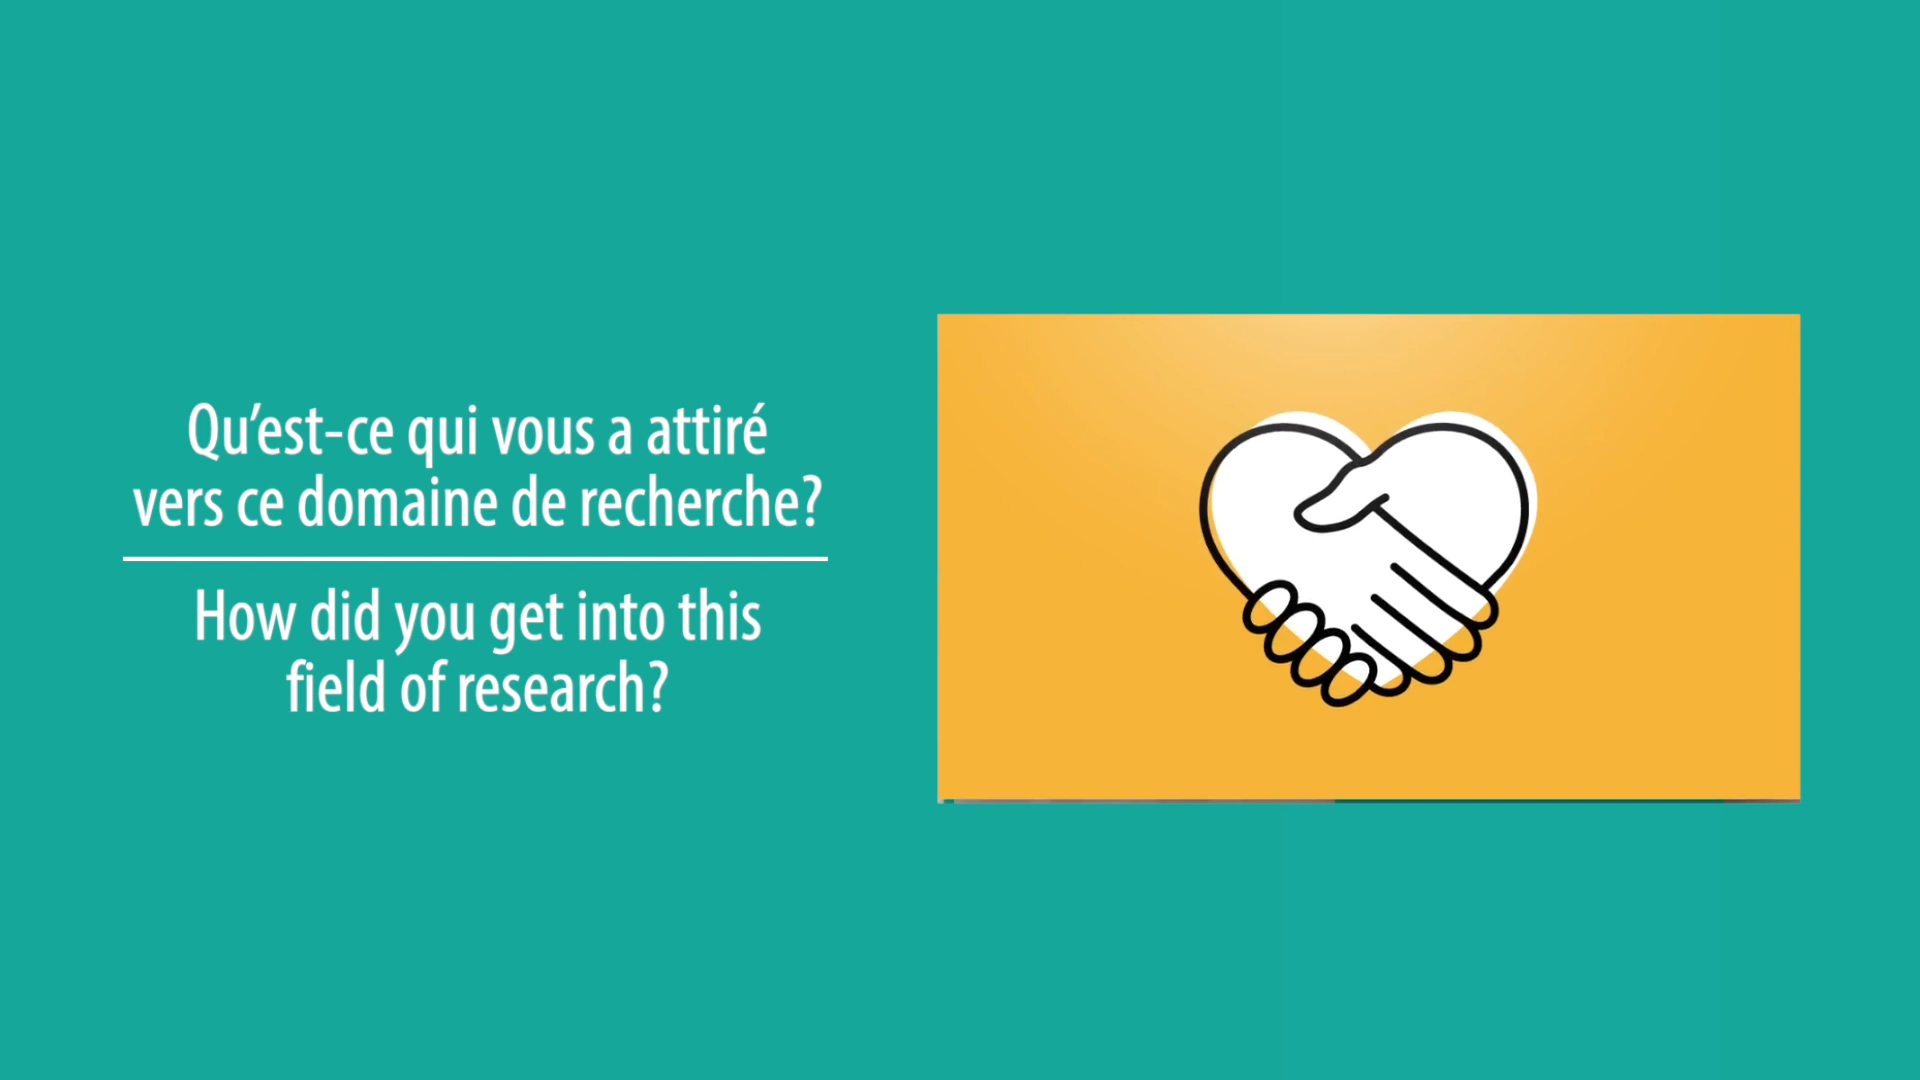 Qu’est-ce qui vous a attiré
vers ce domaine de recherche?
How did you get into this
field of research?